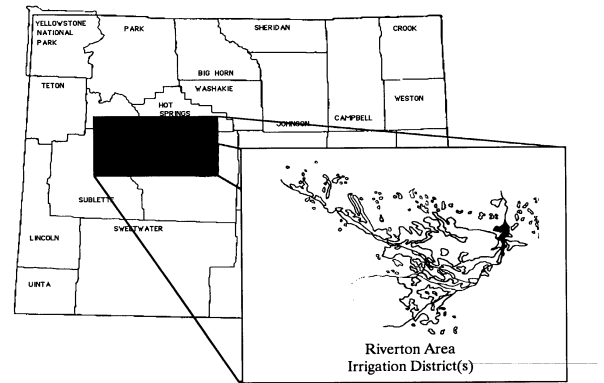 YELLOWSTONE
NATIONAL
PARK
PARK
SHERIDAN
CROOK
BIG HORN
TETON
WASHAKIE
WESTON
HOT
SPRINGS
JOHNSON
CAMPBELL
SUBLETTE
SWEETWATER
LINCOLN
UINTA
Riverton Area
Irrigation District(s)